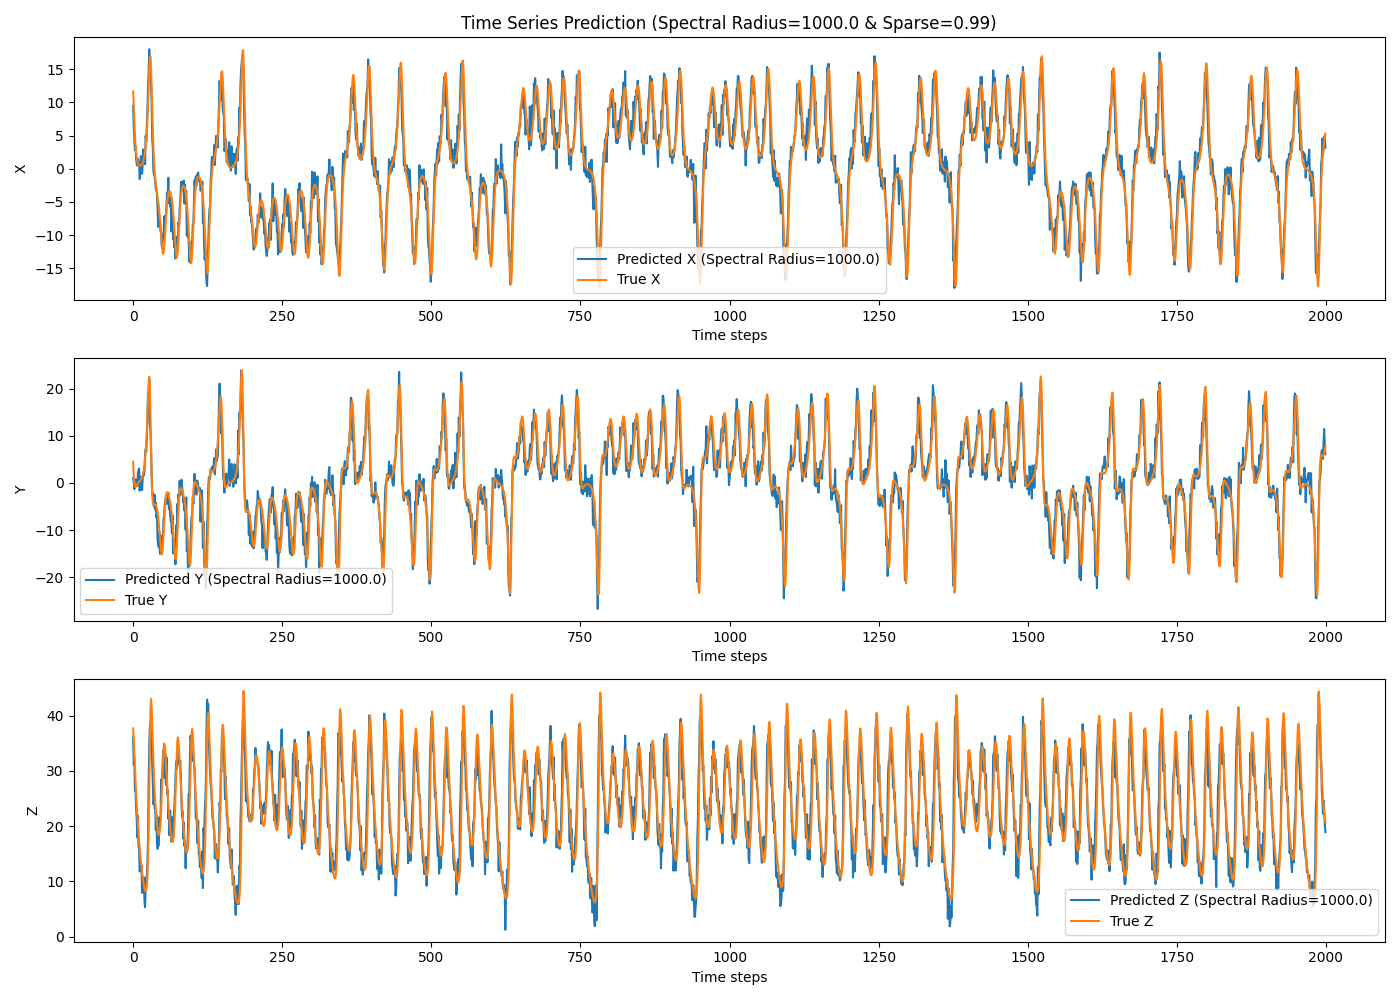 Time Series Prediction (Spectral Radius=1000.0 & Sparse=0.99)
15
10
5
0
−5
−10
−15
X
Predicted X (Spectral Radius=1000.0)
True X
0 250 500 750 1000 1250 1500 1750 2000
Time steps
20
10
0
−10
−20
Y
Predicted Y (Spectral Radius=1000.0)
True Y
0 250 500 750 1000 1250 1500 1750 2000
Time steps
40
30
20
10
0
Z
Predicted Z (Spectral Radius=1000.0)
True Z
0 250 500 750 1000 1250 1500 1750 2000
Time steps